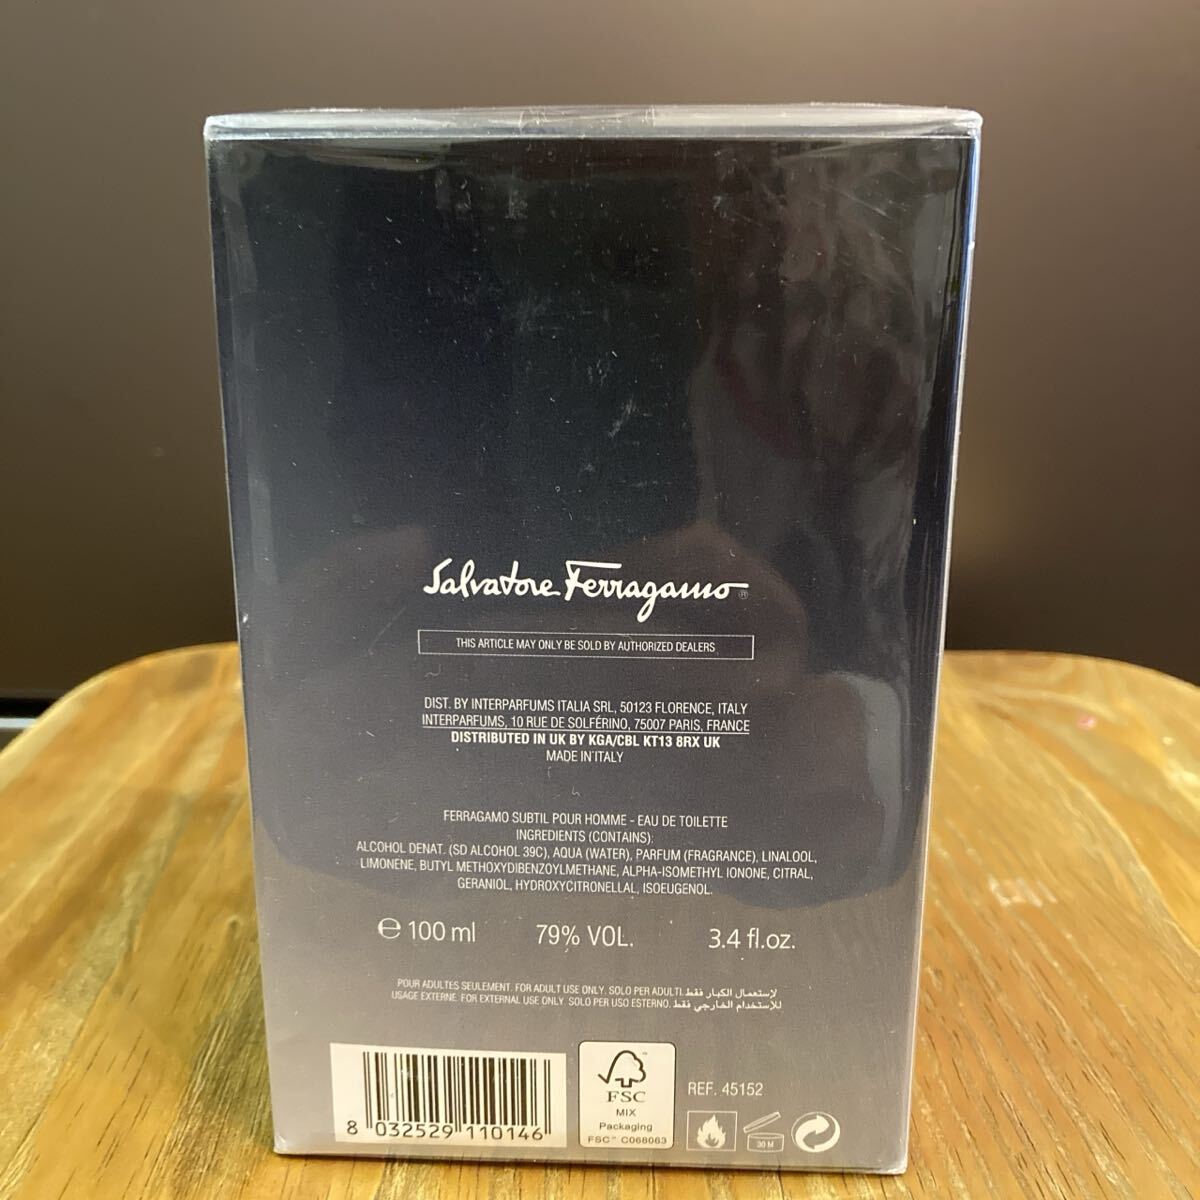 Salvatore Ferragamo®
THIS ARTICLE MAY ONLY BE SOLD BY AUTHORIZED DEALERS
DIST. BY INTERPARFUMS ITALIA SRL, 50123 FLORENCE, ITALY
INTERPARFUMS, 10 RUE DE SOLFÉRINO, 75007 PARIS, FRANCE
DISTRIBUTED IN UK BY KGA/CBL KT13 8RX UK
MADE IN ITALY
FERRAGAMO SUBTIL POUR HOMME - EAU DE TOILETTE
INGREDIENTS (CONTAINS):
ALCOHOL DENAT. (SD ALCOHOL 39C), AQUA (WATER), PARFUM (FRAGRANCE), LINALOOL,
LIMONENE, BUTYL METHOXYDIBENZOYLMETHANE, ALPHA-ISOMETHYL IONONE, CITRAL,
GERANIOL, HYDROXYCITRONELLAL, ISOEUGENOL.
℮ 100 ml 79% VOL. 3.4 fl.oz.
POUR ADULTES SEULEMENT. FOR ADULT USE ONLY. SOLO PER ADULTI. لإستعمال الكبار فقط
USAGE EXTERNE. FOR EXTERNAL USE ONLY. SOLO PER USO ESTERNO. للإستخدام الخارجي فقط
8 032529 110146
FSC
MIX
Packaging
FSC™ C068063
REF. 45152
30 M